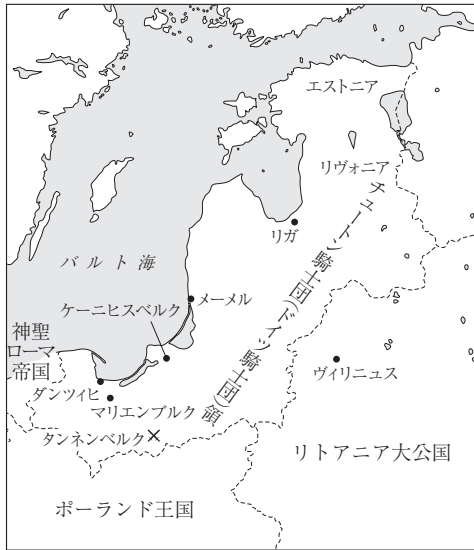 エストニア
リヴォニア
チュートン騎士団(ドイツ騎士団)領
リガ
バルト海
メーメル
ケーニヒスベルク
神聖
ローマ
帝国
ダンツィヒ
マリエンブルク
タンネンベルク
ヴィリニュス
リトアニア大公国
ポーランド王国